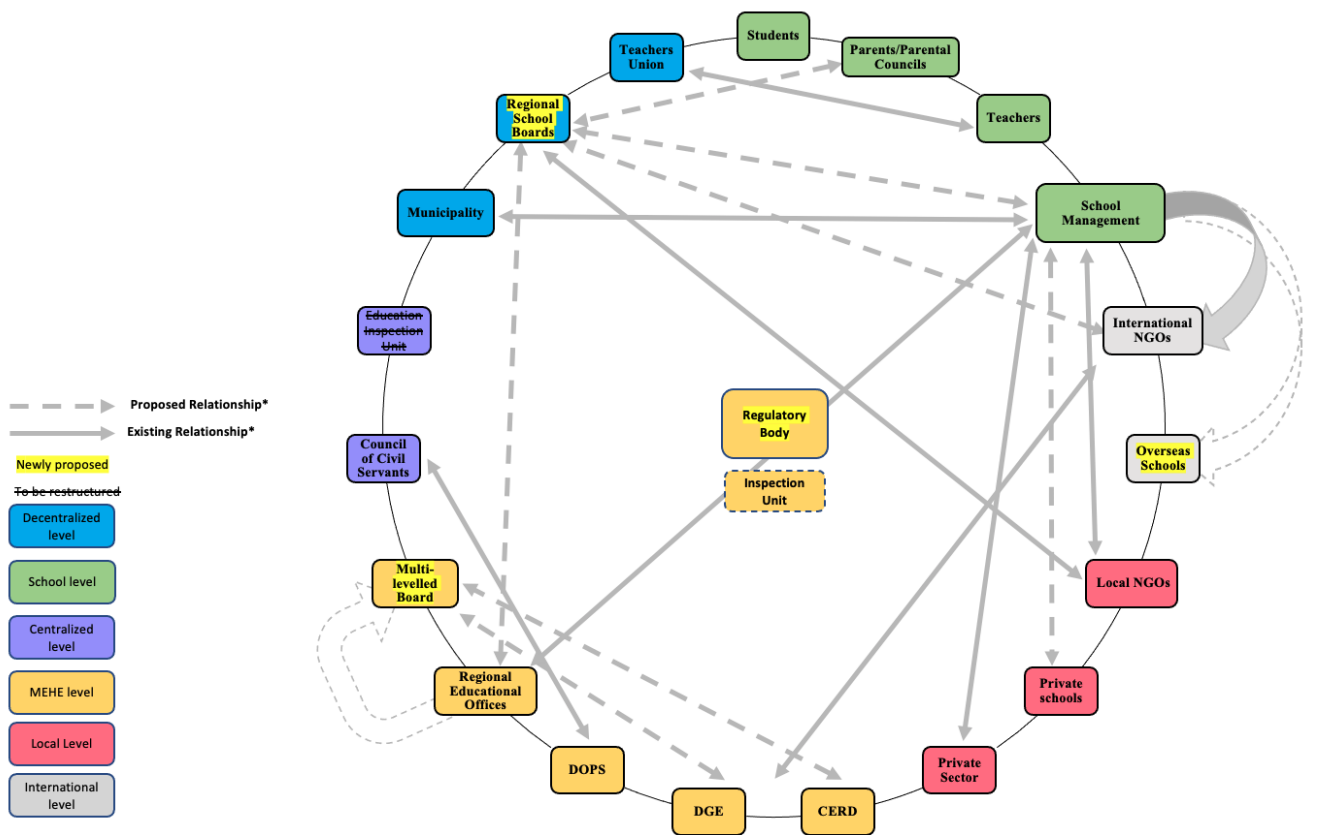 Students
Teachers
Union
Parents/Parental
Councils
Regional
School
Boards
Teachers
Municipality
School
Management
Education
Inspection
Unit
International
NGOs
Proposed Relationship*
Existing Relationship*
Newly proposed
To be restructured
Decentralized
level
School level
Centralized
level
MEHE level
Local Level
International
level
Regulatory
Body
Inspection
Unit
Council
of Civil
Servants
Overseas
Schools
Multi-
levelled
Board
Local NGOs
Regional
Educational
Offices
Private
schools
DOPS
Private
Sector
DGE
CERD